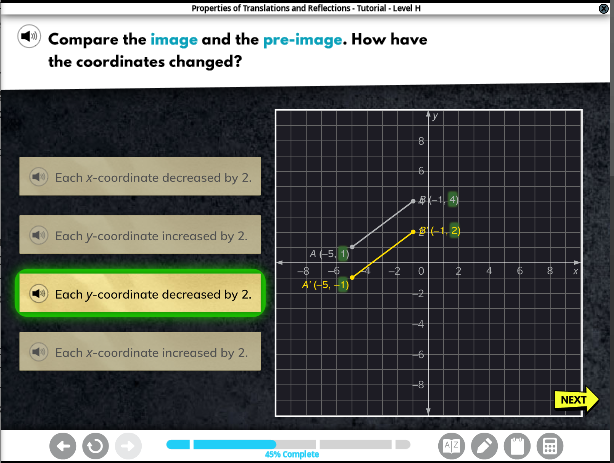 Properties of Translations and Reflections - Tutorial - Level H
Compare the image and the pre-image. How have
the coordinates changed?
Each x-coordinate decreased by 2.
Each y-coordinate increased by 2.
Each y-coordinate decreased by 2.
Each x-coordinate increased by 2.
y
8
6
4
B (−1, 4)
2
B′ (−1, 2)
A (−5, 1)
−8 −6 −4 −2 0 2 4 6 8 x
A′ (−5, −1)
−2
−4
−6
−8
NEXT
45% Complete
A Z